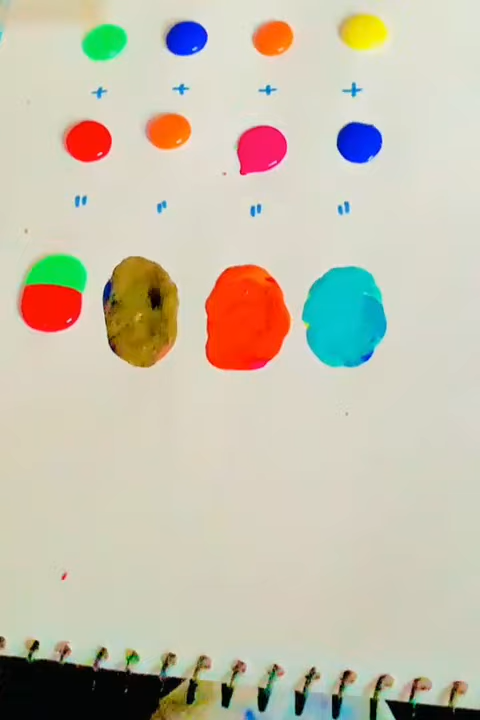 + + + +
" " " "